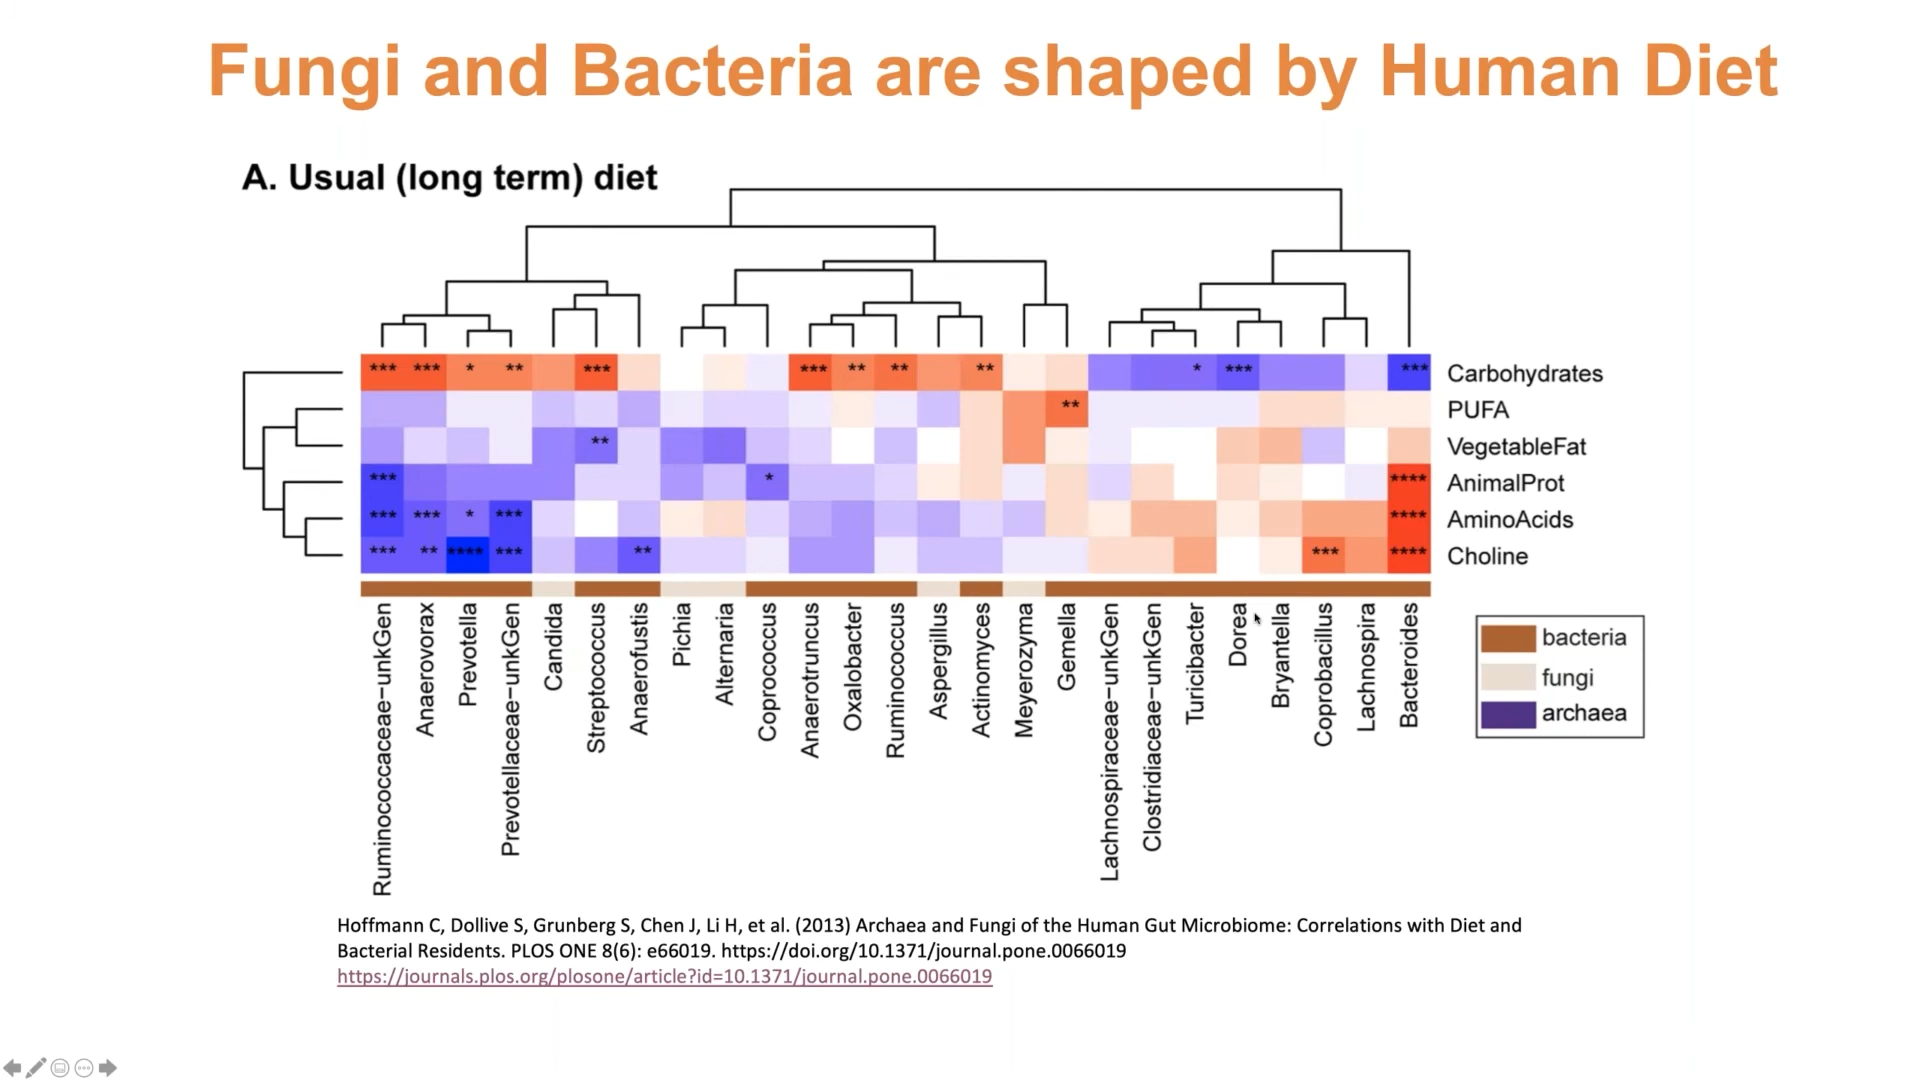 Fungi and Bacteria are shaped by Human Diet
A. Usual (long term) diet
*** *** * ** *** *** ** ** ** * *** *** Carbohydrates
** PUFA
** VegetableFat
*** * **** AnimalProt
*** *** * *** **** AminoAcids
*** ** **** *** ** *** **** Choline
Ruminococcaceae-unkGen
Anaerovorax
Prevotella
Prevotellaceae-unkGen
Candida
Streptococcus
Anaerofustis
Pichia
Alternaria
Coprococcus
Anaerotruncus
Oxalobacter
Ruminococcus
Aspergillus
Actinomyces
Meyerozyma
Gemella
Lachnospiraceae-unkGen
Clostridiaceae-unkGen
Turicibacter
Dorea
Bryantella
Coprobacillus
Lachnospira
Bacteroides
bacteria
fungi
archaea
Hoffmann C, Dollive S, Grunberg S, Chen J, Li H, et al. (2013) Archaea and Fungi of the Human Gut Microbiome: Correlations with Diet and
Bacterial Residents. PLOS ONE 8(6): e66019. https://doi.org/10.1371/journal.pone.0066019
https://journals.plos.org/plosone/article?id=10.1371/journal.pone.0066019